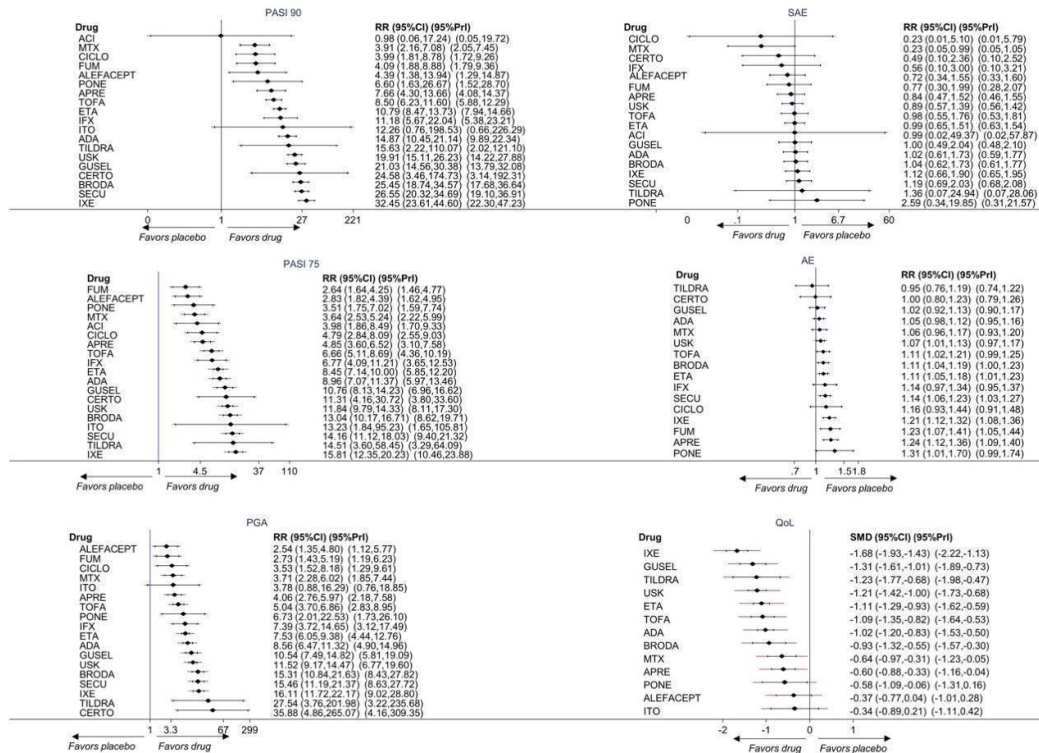 PASI 90
Drug RR (95%CI) (95%PrI)
ACI 0.98 (0.06,17.24) (0.05,19.72)
MTX 3.91 (2.16,7.08) (2.05,7.45)
CICLO 3.99 (1.81,8.78) (1.72,9.26)
FUM 4.09 (1.88,8.88) (1.79,9.36)
ALEFACEPT 4.39 (1.38,13.94) (1.29,14.87)
PONE 6.60 (1.63,26.67) (1.52,28.70)
APRE 7.66 (4.30,13.66) (4.08,14.37)
TOFA 8.50 (6.23,11.60) (5.88,12.29)
ETA 10.79 (8.47,13.73) (7.94,14.66)
IFX 11.18 (5.67,22.04) (5.38,23.21)
ITO 12.26 (0.76,198.53) (0.66,226.29)
ADA 14.87 (10.45,21.14) (9.89,22.34)
TILDRA 15.63 (2.22,110.07) (2.02,121.10)
USK 19.91 (15.11,26.23) (14.22,27.88)
GUSEL 21.03 (14.56,30.38) (13.79,32.08)
CERTO 24.58 (3.46,174.73) (3.14,192.31)
BRODA 25.45 (18.74,34.57) (17.68,36.64)
SECU 26.55 (20.32,34.69) (19.10,36.91)
IXE 32.45 (23.61,44.60) (22.30,47.23)
0 1 27 221
Favors placebo Favors drug
SAE
Drug RR (95%CI) (95%PrI)
CICLO 0.23 (0.01,5.10) (0.01,5.79)
MTX 0.23 (0.05,0.99) (0.05,1.05)
CERTO 0.49 (0.10,2.36) (0.10,2.52)
IFX 0.56 (0.10,3.00) (0.10,3.21)
ALEFACEPT 0.72 (0.34,1.55) (0.33,1.60)
FUM 0.77 (0.30,1.99) (0.28,2.07)
APRE 0.84 (0.47,1.52) (0.46,1.55)
USK 0.89 (0.57,1.39) (0.56,1.42)
TOFA 0.98 (0.55,1.76) (0.53,1.81)
ETA 0.99 (0.65,1.51) (0.63,1.54)
ACI 0.99 (0.02,49.37) (0.02,57.87)
GUSEL 1.00 (0.49,2.04) (0.48,2.10)
ADA 1.02 (0.61,1.73) (0.59,1.77)
BRODA 1.04 (0.62,1.73) (0.61,1.77)
IXE 1.12 (0.66,1.90) (0.65,1.95)
SECU 1.19 (0.69,2.03) (0.68,2.08)
TILDRA 1.36 (0.07,24.94) (0.07,28.06)
PONE 2.59 (0.34,19.85) (0.31,21.57)
0 .1 1 6.7 60
Favors drug Favors placebo
PASI 75
Drug RR (95%CI) (95%PrI)
FUM 2.64 (1.64,4.25) (1.46,4.77)
ALEFACEPT 2.83 (1.82,4.39) (1.62,4.95)
PONE 3.51 (1.75,7.02) (1.59,7.74)
MTX 3.64 (2.53,5.24) (2.22,5.99)
ACI 3.98 (1.86,8.49) (1.70,9.33)
CICLO 4.79 (2.84,8.09) (2.55,9.03)
APRE 4.85 (3.60,6.52) (3.10,7.58)
TOFA 6.66 (5.11,8.69) (4.36,10.19)
IFX 6.77 (4.09,11.21) (3.65,12.53)
ETA 8.45 (7.14,10.00) (5.85,12.20)
ADA 8.96 (7.07,11.37) (5.97,13.46)
GUSEL 10.76 (8.13,14.23) (6.96,16.62)
CERTO 11.31 (4.16,30.72) (3.80,33.60)
USK 11.84 (9.79,14.33) (8.11,17.30)
BRODA 13.04 (10.17,16.71) (8.62,19.71)
ITO 13.23 (1.84,95.23) (1.65,105.81)
SECU 14.16 (11.12,18.03) (9.40,21.32)
TILDRA 14.51 (3.60,58.45) (3.29,64.09)
IXE 15.81 (12.35,20.23) (10.46,23.88)
1 4.5 37 110
Favors placebo Favors drug
AE
Drug RR (95%CI) (95%PrI)
TILDRA 0.95 (0.76,1.19) (0.74,1.22)
CERTO 1.00 (0.80,1.23) (0.79,1.26)
GUSEL 1.02 (0.92,1.13) (0.90,1.17)
ADA 1.05 (0.98,1.12) (0.95,1.16)
MTX 1.06 (0.96,1.17) (0.93,1.20)
USK 1.07 (1.01,1.13) (0.97,1.17)
TOFA 1.11 (1.02,1.21) (0.99,1.25)
BRODA 1.11 (1.04,1.19) (1.00,1.23)
ETA 1.11 (1.05,1.18) (1.01,1.23)
IFX 1.14 (0.97,1.34) (0.95,1.37)
SECU 1.14 (1.06,1.23) (1.03,1.27)
CICLO 1.16 (0.93,1.44) (0.91,1.48)
IXE 1.21 (1.12,1.32) (1.08,1.36)
FUM 1.23 (1.07,1.41) (1.05,1.44)
APRE 1.24 (1.12,1.36) (1.09,1.40)
PONE 1.31 (1.01,1.70) (0.99,1.74)
.7 1 1.5 1.8
Favors drug Favors placebo
PGA
Drug RR (95%CI) (95%PrI)
ALEFACEPT 2.54 (1.35,4.80) (1.12,5.77)
FUM 2.73 (1.43,5.19) (1.19,6.23)
CICLO 3.53 (1.52,8.18) (1.29,9.61)
MTX 3.71 (2.28,6.02) (1.85,7.44)
ITO 3.78 (0.88,16.29) (0.76,18.85)
APRE 4.06 (2.76,5.97) (2.18,7.58)
TOFA 5.04 (3.70,6.86) (2.83,8.95)
PONE 6.73 (2.01,22.53) (1.73,26.10)
IFX 7.39 (3.72,14.65) (3.12,17.49)
ETA 7.53 (6.05,9.38) (4.44,12.76)
ADA 8.56 (6.47,11.32) (4.90,14.96)
GUSEL 10.54 (7.49,14.82) (5.81,19.09)
USK 11.52 (9.17,14.47) (6.77,19.60)
BRODA 15.31 (10.84,21.63) (8.43,27.82)
SECU 15.46 (11.19,21.37) (8.63,27.72)
IXE 16.11 (11.72,22.17) (9.02,28.80)
TILDRA 27.54 (3.76,201.98) (3.22,235.68)
CERTO 35.88 (4.86,265.07) (4.16,309.35)
1 3.3 67 299
Favors placebo Favors drug
QoL
Drug SMD (95%CI) (95%PrI)
IXE -1.68 (-1.93,-1.43) (-2.22,-1.13)
GUSEL -1.31 (-1.61,-1.01) (-1.89,-0.73)
TILDRA -1.23 (-1.77,-0.68) (-1.98,-0.47)
USK -1.21 (-1.42,-1.00) (-1.73,-0.68)
ETA -1.11 (-1.29,-0.93) (-1.62,-0.59)
TOFA -1.09 (-1.35,-0.82) (-1.64,-0.53)
ADA -1.02 (-1.20,-0.83) (-1.53,-0.50)
BRODA -0.93 (-1.32,-0.55) (-1.57,-0.30)
MTX -0.64 (-0.97,-0.31) (-1.23,-0.05)
APRE -0.60 (-0.88,-0.33) (-1.16,-0.04)
PONE -0.58 (-1.09,-0.06) (-1.31,0.16)
ALEFACEPT -0.37 (-0.77,0.04) (-1.01,0.28)
ITO -0.34 (-0.89,0.21) (-1.11,0.42)
-2 -1 0 1
Favors drug Favors placebo